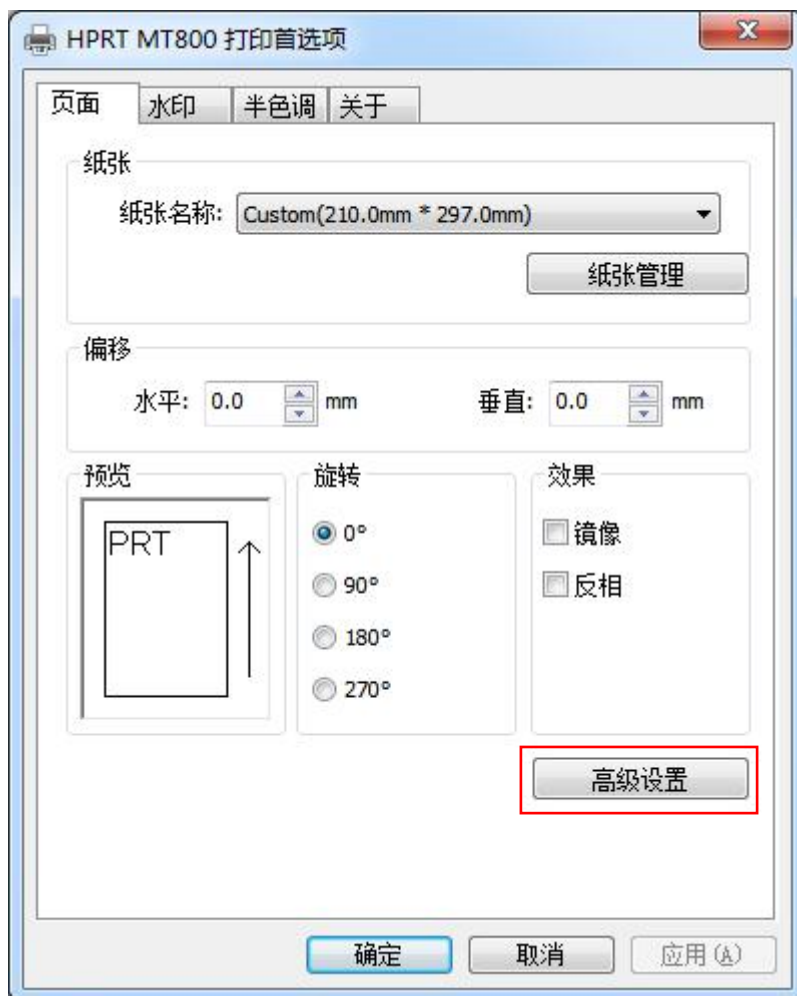 HPRT MT800 打印首选项
页面 水印 半色调 关于
纸张
纸张名称: Custom(210.0mm * 297.0mm)
纸张管理
偏移
水平: 0.0 mm 垂直: 0.0 mm
预览 旋转 效果
PRT 0° 镜像
90° 反相
180°
270°
高级设置
确定 取消 应用(A)